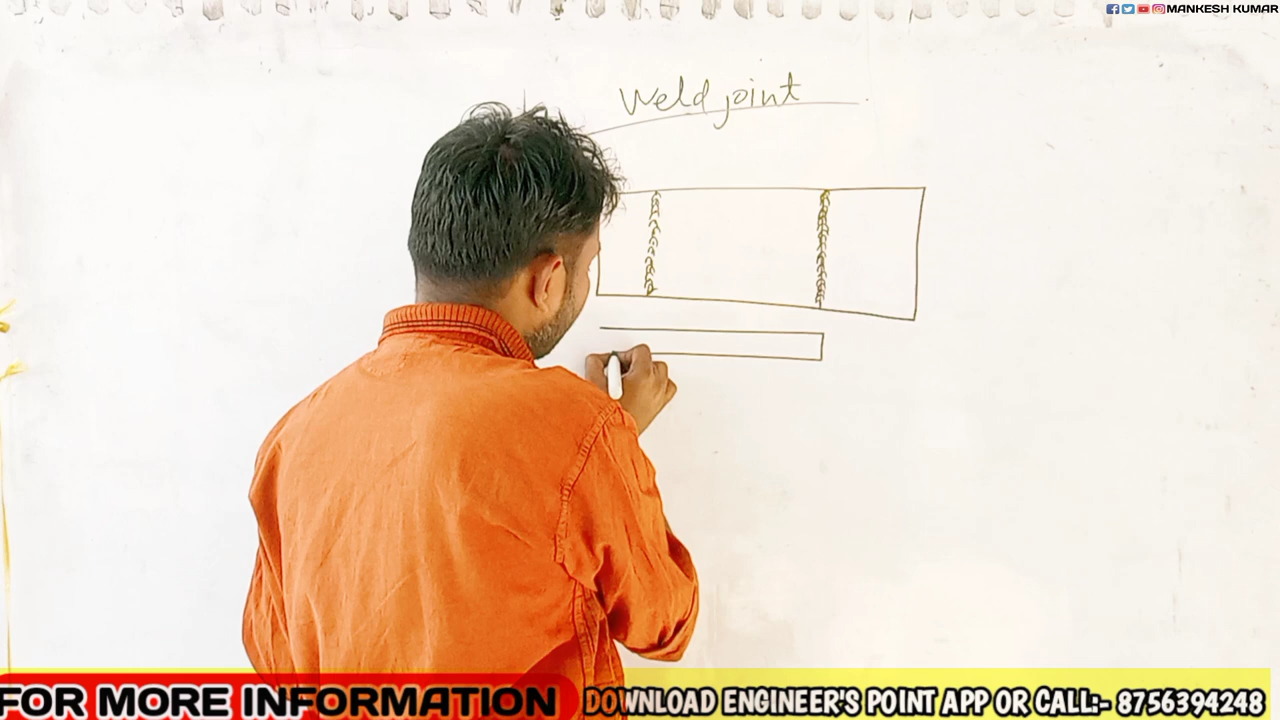 MANKESH KUMAR
Weld joint
FOR MORE INFORMATION
DOWNLOAD ENGINEER'S POINT APP OR CALL:- 8756394248